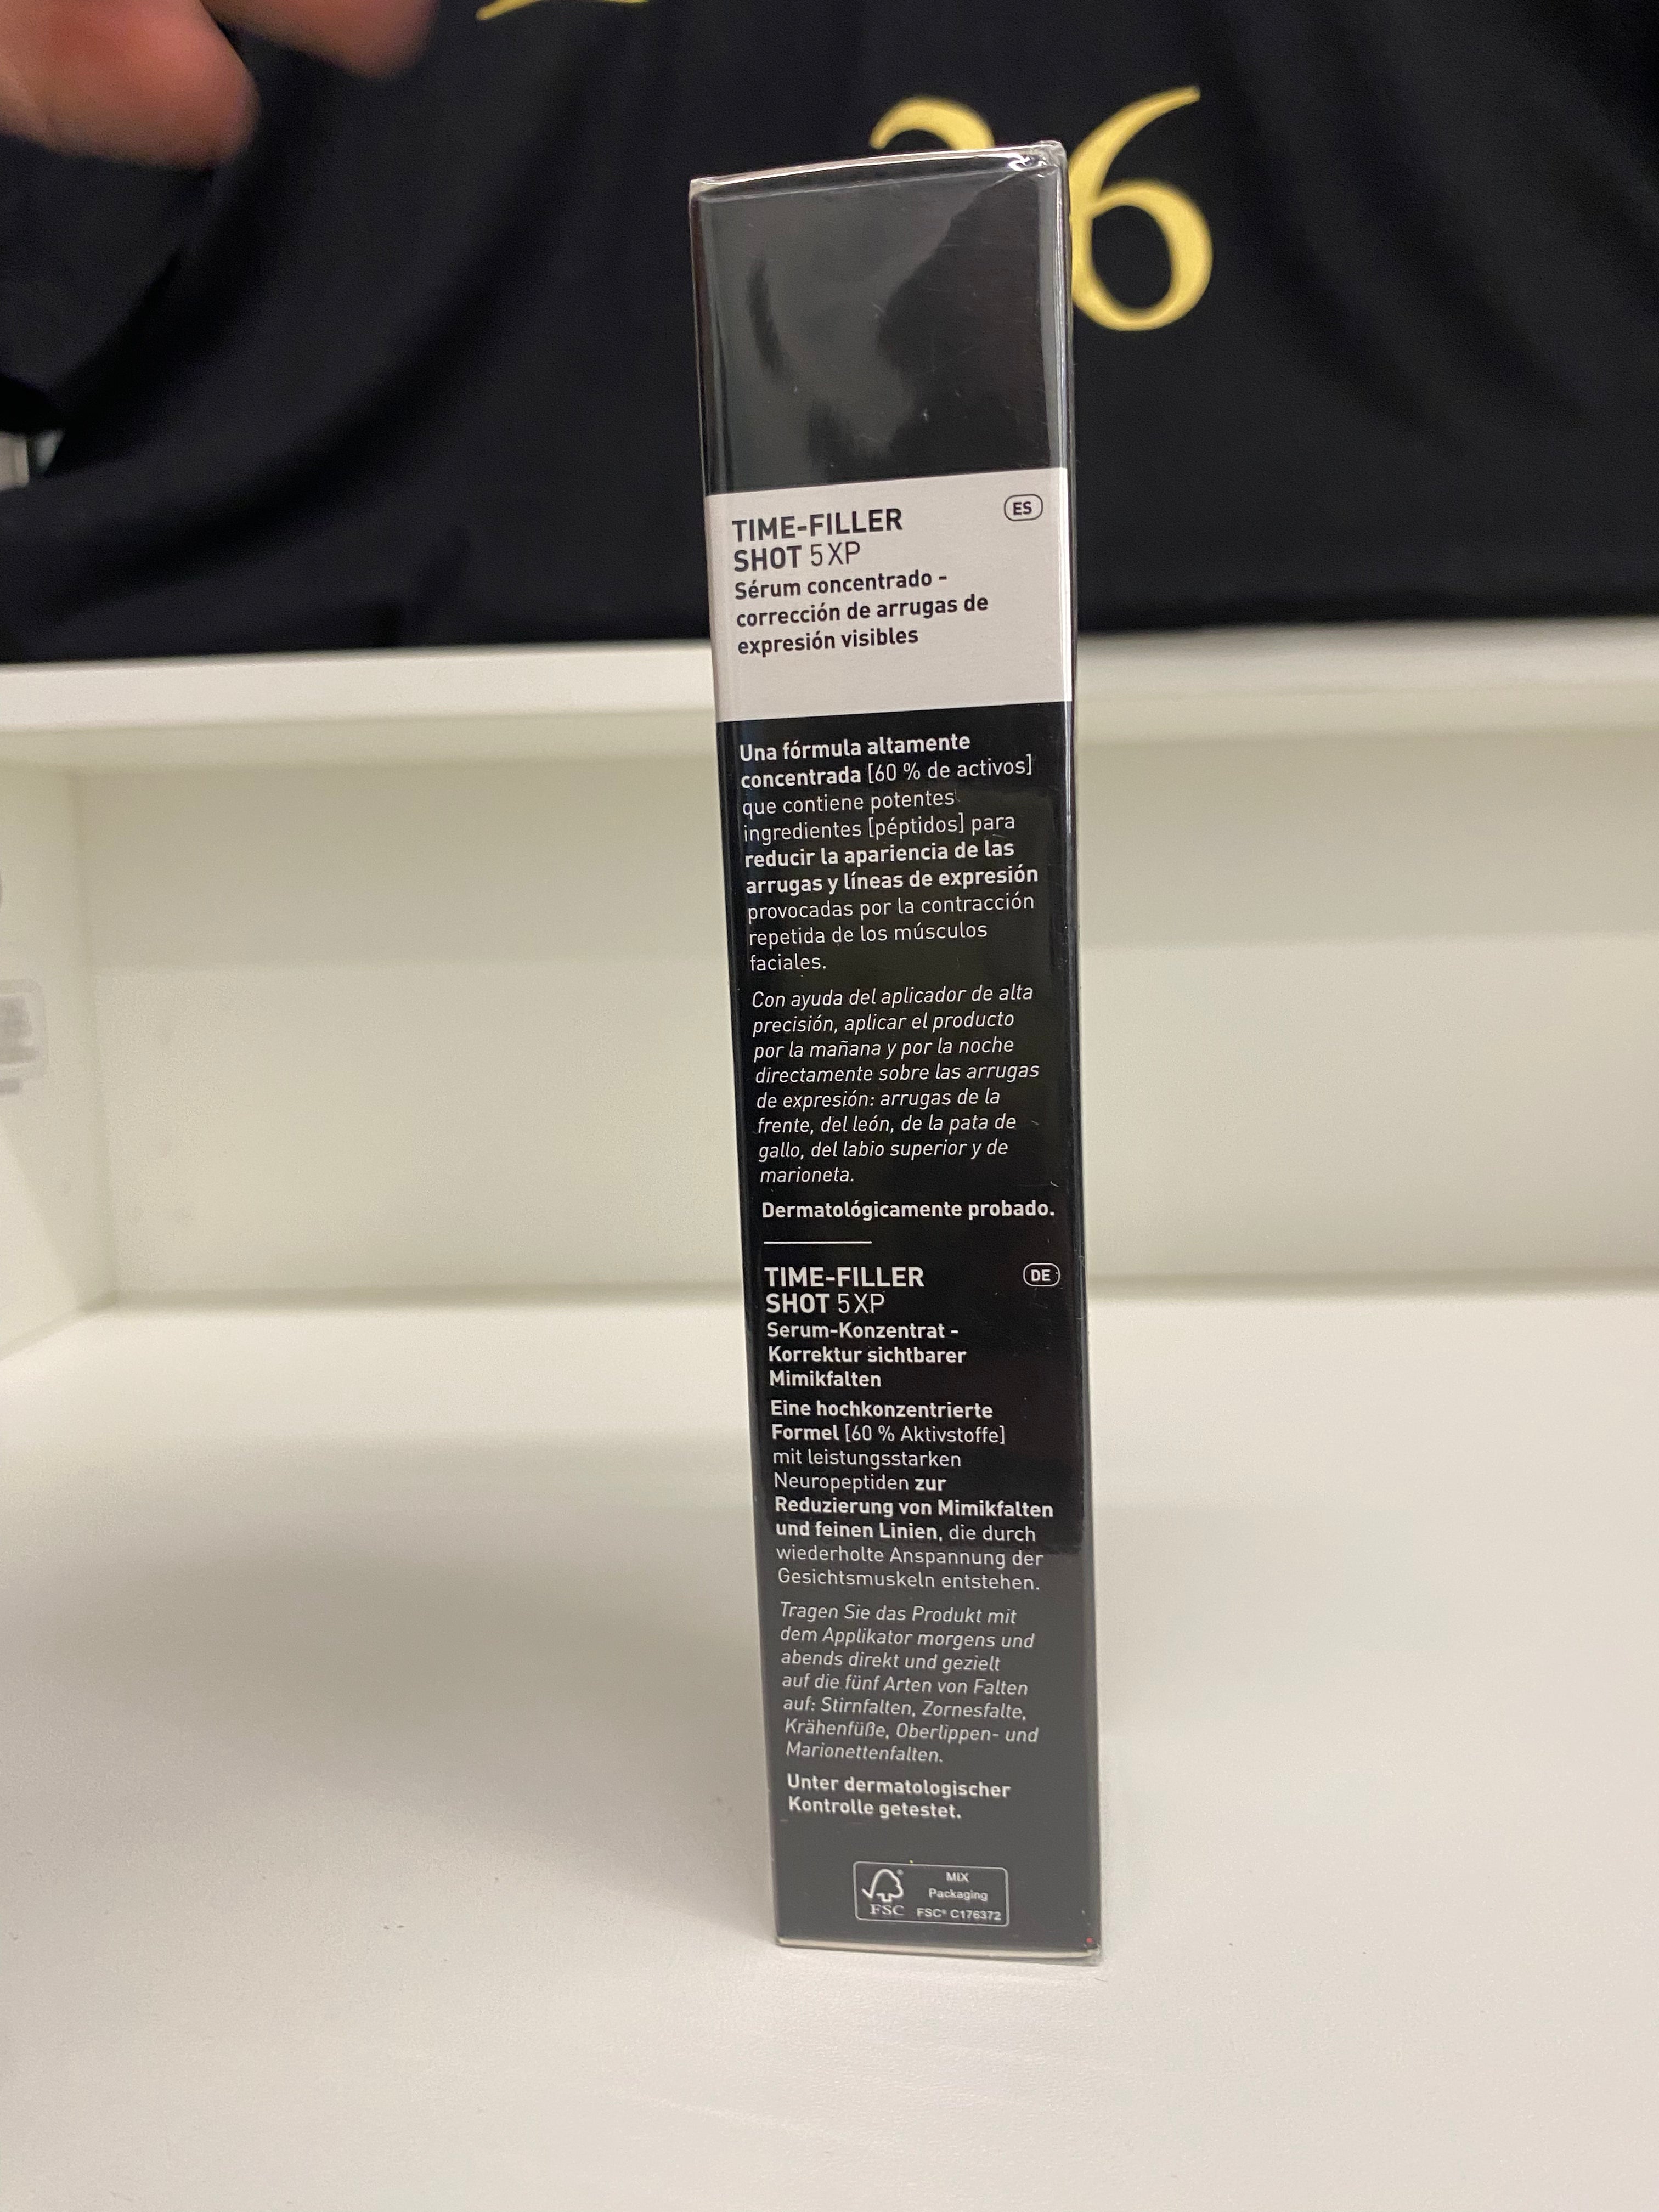 26
TIME-FILLER
SHOT 5XP
ES
Sérum concentrado -
corrección de arrugas de
expresión visibles
Una fórmula altamente
concentrada [60 % de activos]
que contiene potentes
ingredientes [péptidos] para
reducir la apariencia de las
arrugas y líneas de expresión
provocadas por la contracción
repetida de los músculos
faciales.
Con ayuda del aplicador de alta
precisión, aplicar el producto
por la mañana y por la noche
directamente sobre las arrugas
de expresión: arrugas de la
frente, del león, de la pata de
gallo, del labio superior y de
marioneta.
Dermatológicamente probado.
TIME-FILLER
SHOT 5XP
DE
Serum-Konzentrat -
Korrektur sichtbarer
Mimikfalten
Eine hochkonzentrierte
Formel [60 % Aktivstoffe]
mit leistungsstarken
Neuropeptiden zur
Reduzierung von Mimikfalten
und feinen Linien, die durch
wiederholte Anspannung der
Gesichtsmuskeln entstehen.
Tragen Sie das Produkt mit
dem Applikator morgens und
abends direkt und gezielt
auf die fünf Arten von Falten
auf: Stirnfalten, Zornesfalte,
Krähenfüße, Oberlippen- und
Marionettenfalten.
Unter dermatologischer
Kontrolle getestet.
FSC
MIX
Packaging
FSC® C176372